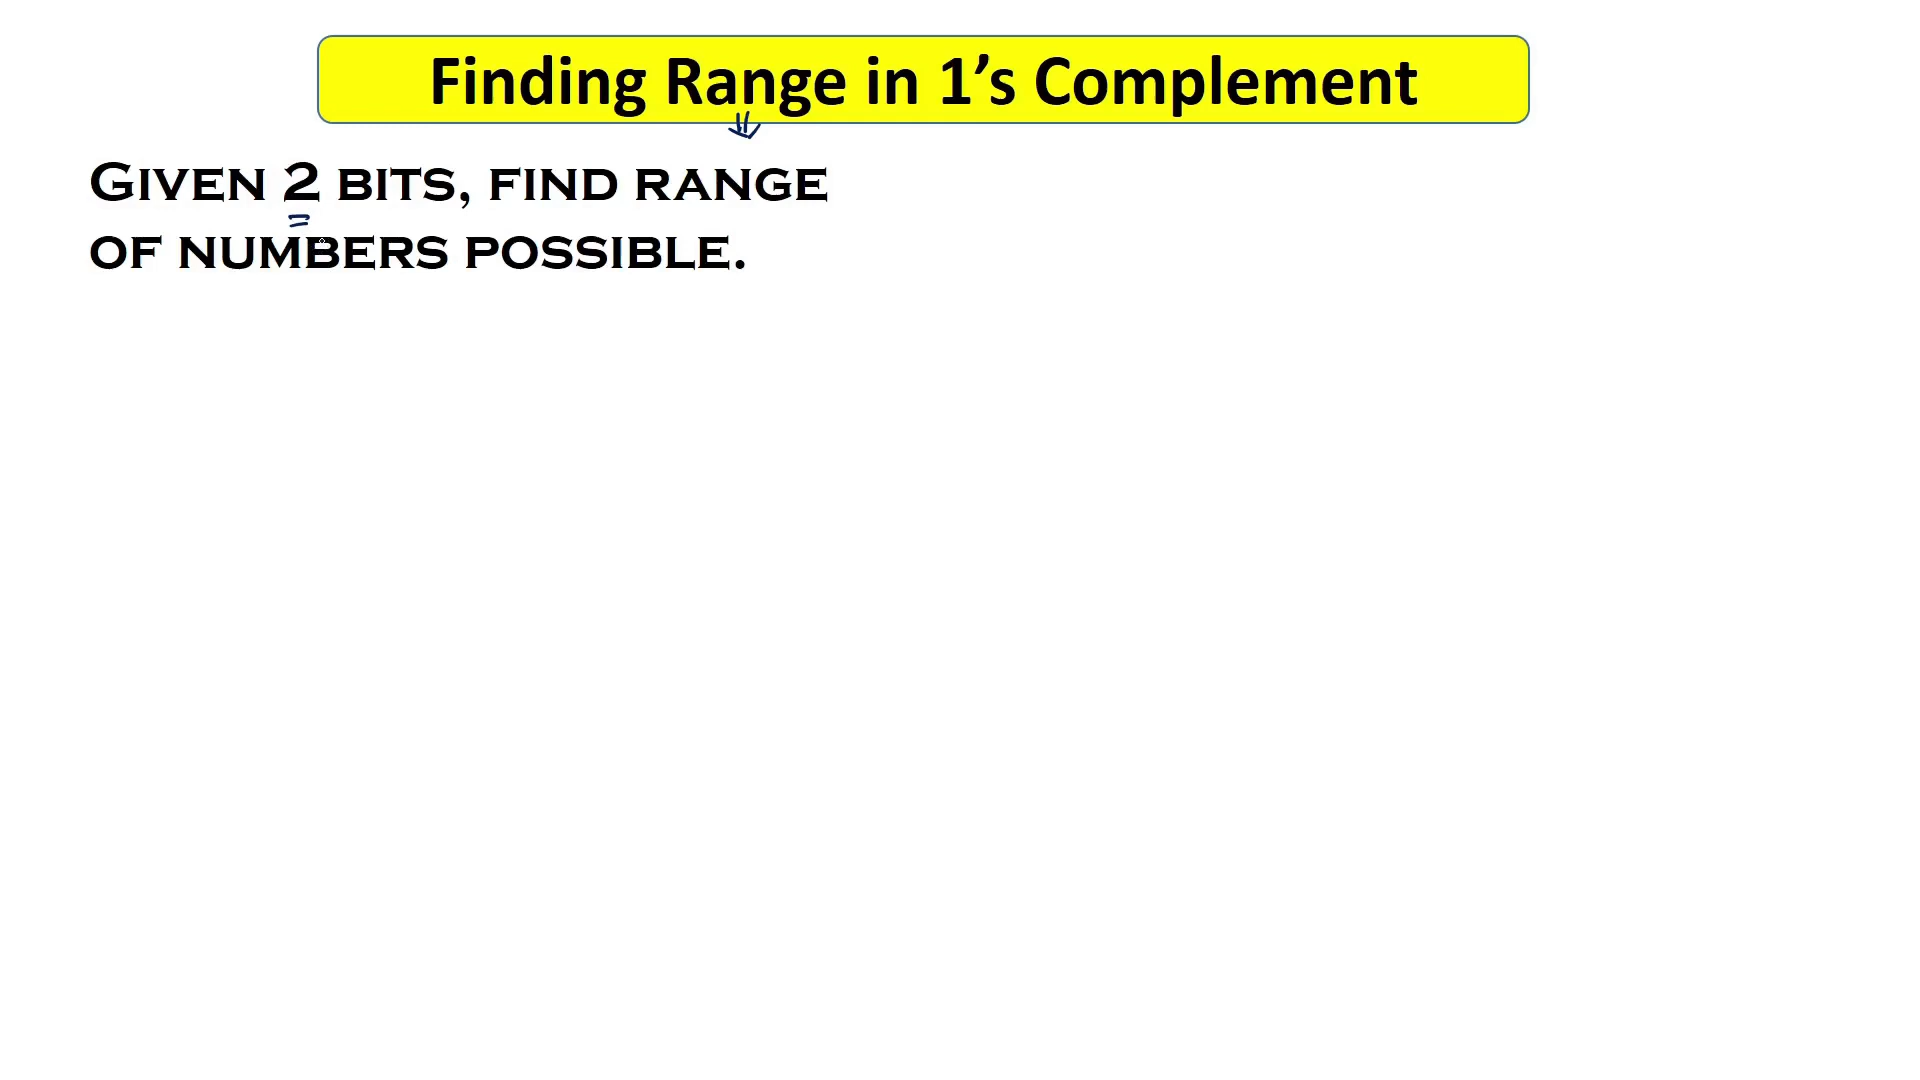 Finding Range in 1’s Complement
Given 2 bits, find range
of numbers possible.